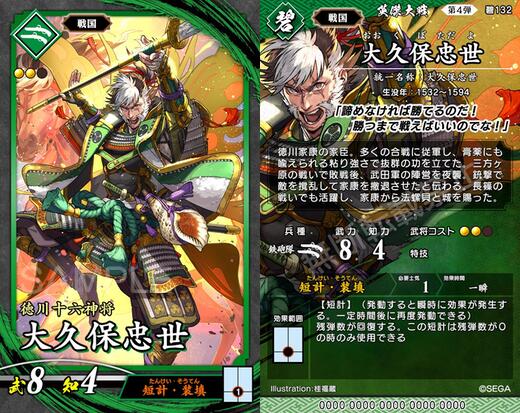 戦国
SAMPLE
徳川十六神将
大久保忠世
武8 知4
たんけい・そうてん
短計・装填
1
碧
戦国
英傑大戦
第4弾
碧132
おおくぼただよ
大久保忠世
統一名称:大久保忠世
生没年:1532~1594
「諦めなければ勝てるのだ!
勝つまで戦えばいいのでな!」
徳川家康の家臣。多くの合戦に従軍し、膏薬にも
喩えられる粘り強さで抜群の功を立てた。三方ヶ
原の戦いで敗戦後、武田軍の陣営を夜襲。銃撃で
敵を撹乱して家康を撤退させたと伝わる。長篠の
戦いでも活躍し、家康から法螺貝と城を賜った。
兵種 武力 知力 武将コスト
鉄砲隊 8 4 特技
たんけい・そうてん 必要士気 効果時間
短計・装填 1 一瞬
効果範囲
【短計】(発動すると瞬時に効果が発生す
る。一定時間後に再度発動できる)
残弾数が回復する。この短計は残弾数が0
の時のみ使用できる
Illustration:桂福蔵
©SEGA
0000-0000-0000-0000-0000